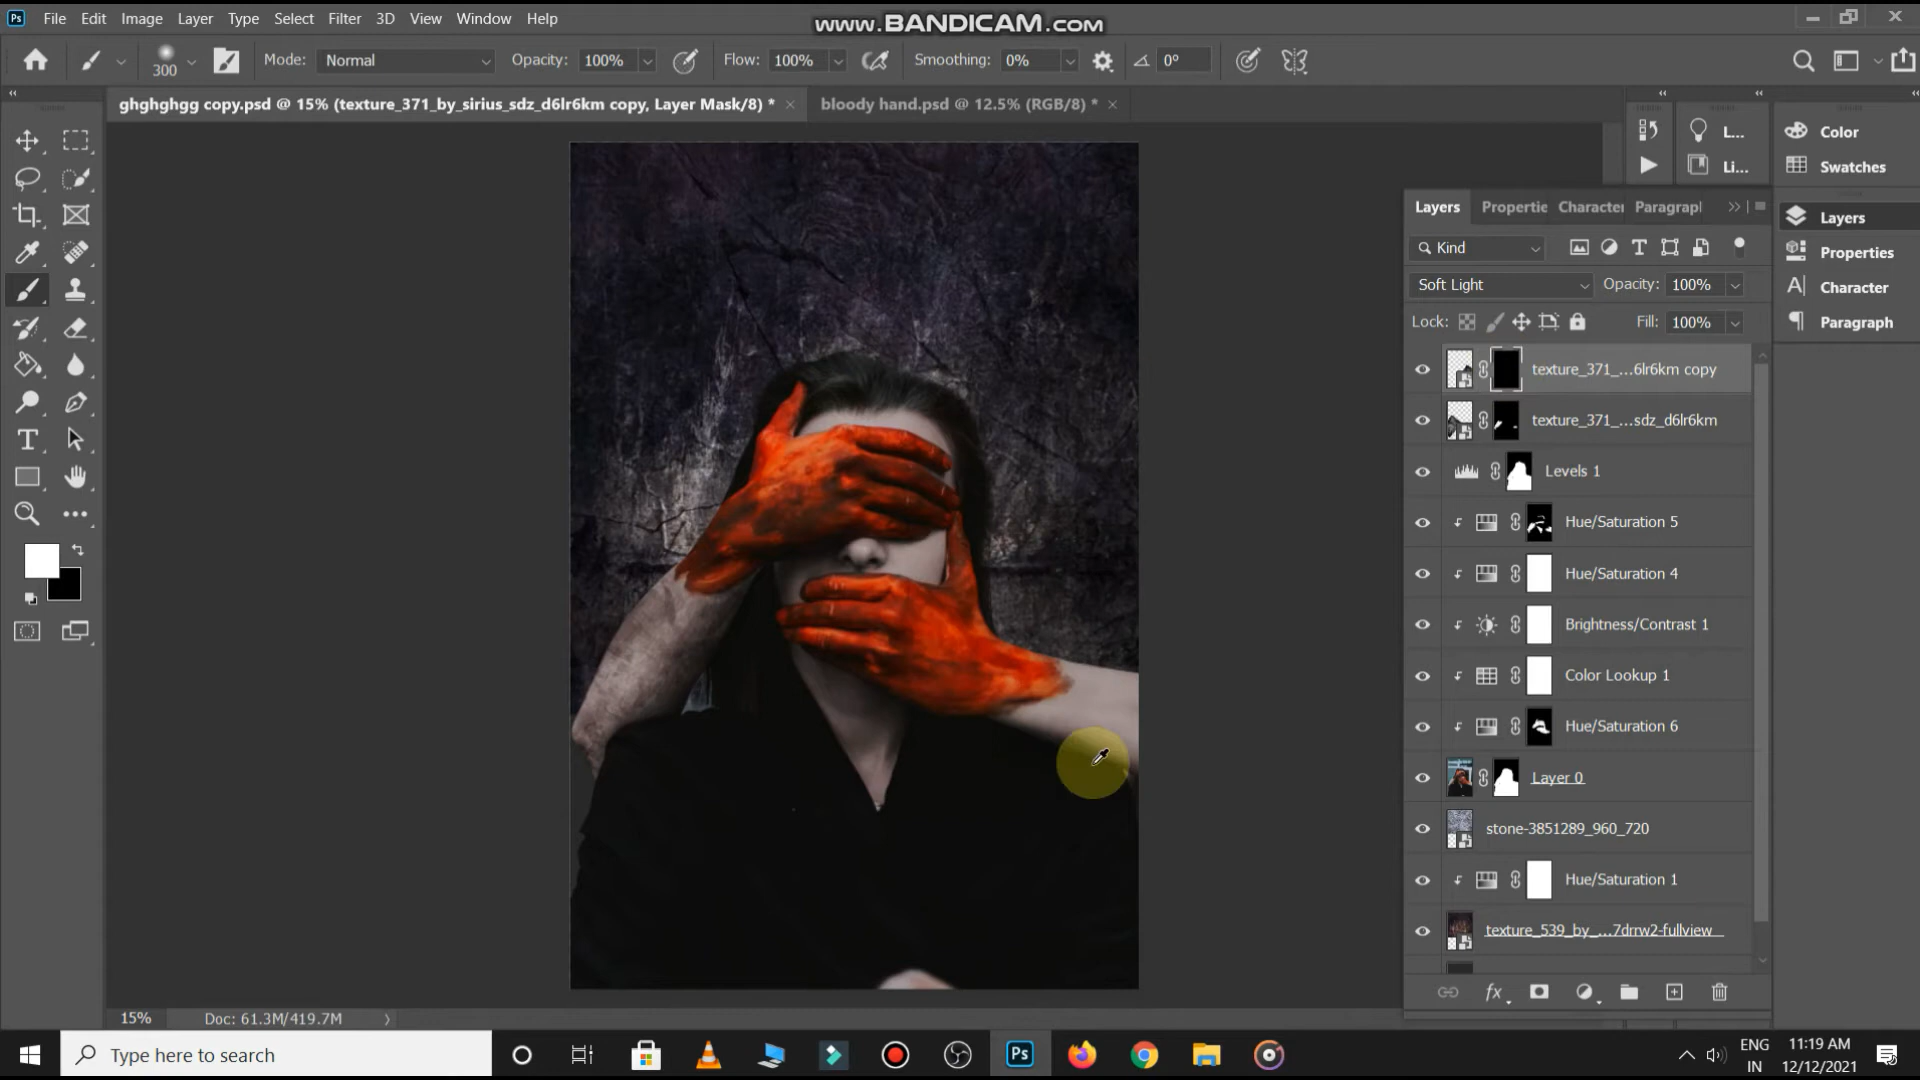 Ps File Edit Image Layer Type Select Filter 3D View Window Help
www.BANDICAM.com
300 Mode: Normal Opacity: 100% Flow: 100% Smoothing: 0% 0°
ghghghgg copy.psd @ 15% (texture_371_by_sirius_sdz_d6lr6km copy, Layer Mask/8) *
bloody hand.psd @ 12.5% (RGB/8) *
L...
Li...
Color
Swatches
Layers
Properties
Character
Paragraph
Layers Propertie Character Paragrapl
Kind
Soft Light Opacity: 100%
Lock: Fill: 100%
texture_371_...6lr6km copy
texture_371_...sdz_d6lr6km
Levels 1
Hue/Saturation 5
Hue/Saturation 4
Brightness/Contrast 1
Color Lookup 1
Hue/Saturation 6
Layer 0
stone-3851289_960_720
Hue/Saturation 1
texture_539_by_...7drrw2-fullview
fx
15% Doc: 61.3M/419.7M
Type here to search
Ps
ENG
IN
11:19 AM
12/12/2021